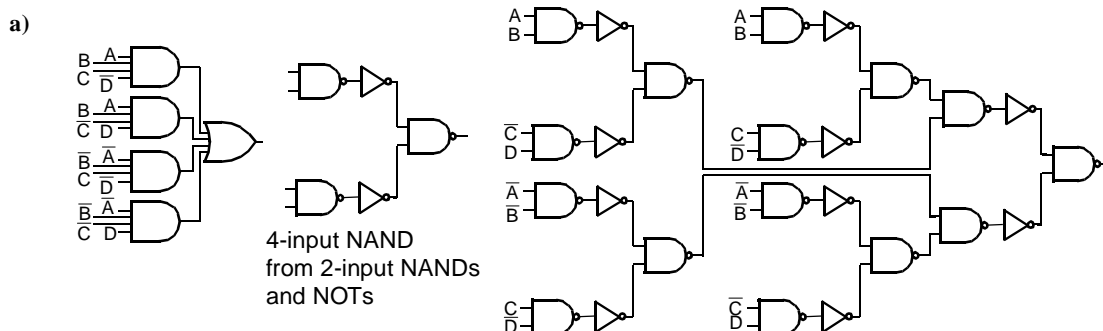 a)
A
B
C
D̅
A
B
C̅
D
A̅
B̅
C
D̅
A̅
B̅
C̅
D
4-input NAND
from 2-input NANDs
and NOTs
A
B
C̅
D
A̅
B̅
C
D̅
A
B
C
D̅
A̅
B̅
C̅
D